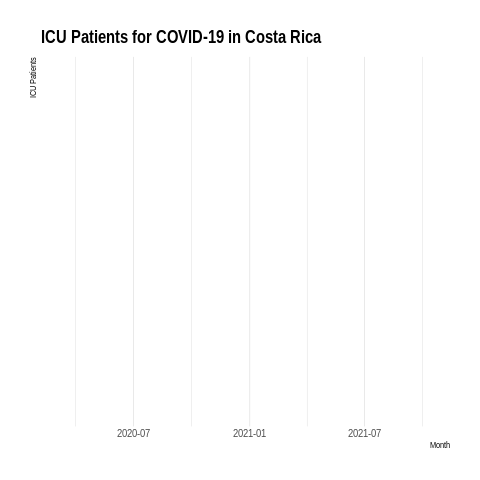 ICU Patients for COVID-19 in Costa Rica
ICU Patients
2020-07
2021-01
2021-07
Month